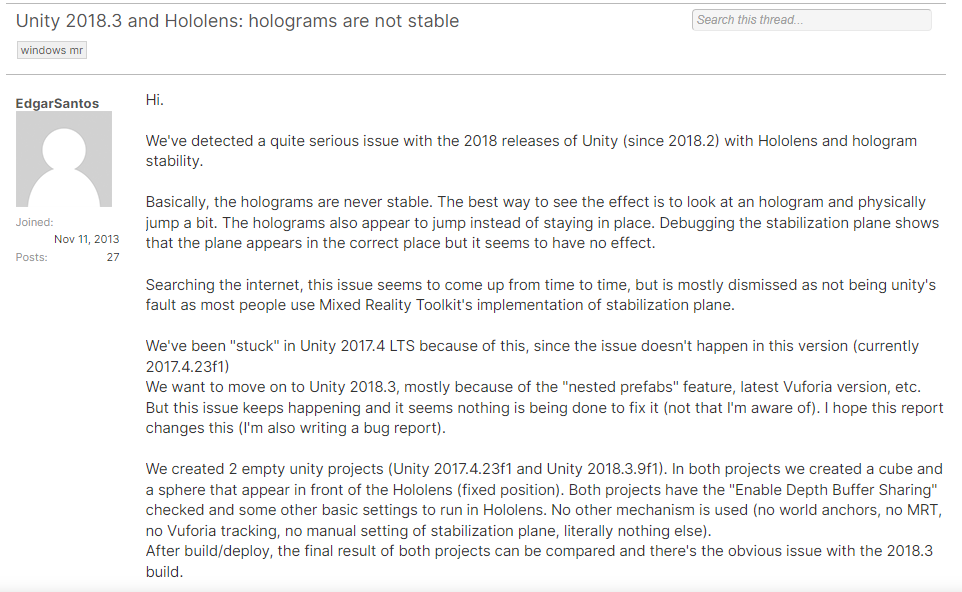 Unity 2018.3 and Hololens: holograms are not stable
Search this thread...
windows mr
EdgarSantos
Joined:
Nov 11, 2013
Posts: 27
Hi.
We've detected a quite serious issue with the 2018 releases of Unity (since 2018.2) with Hololens and hologram
stability.
Basically, the holograms are never stable. The best way to see the effect is to look at an hologram and physically
jump a bit. The holograms also appear to jump instead of staying in place. Debugging the stabilization plane shows
that the plane appears in the correct place but it seems to have no effect.
Searching the internet, this issue seems to come up from time to time, but is mostly dismissed as not being unity's
fault as most people use Mixed Reality Toolkit's implementation of stabilization plane.
We've been "stuck" in Unity 2017.4 LTS because of this, since the issue doesn't happen in this version (currently
2017.4.23f1)
We want to move on to Unity 2018.3, mostly because of the "nested prefabs" feature, latest Vuforia version, etc.
But this issue keeps happening and it seems nothing is being done to fix it (not that I'm aware of). I hope this report
changes this (I'm also writing a bug report).
We created 2 empty unity projects (Unity 2017.4.23f1 and Unity 2018.3.9f1). In both projects we created a cube and
a sphere that appear in front of the Hololens (fixed position). Both projects have the "Enable Depth Buffer Sharing"
checked and some other basic settings to run in Hololens. No other mechanism is used (no world anchors, no MRT,
no Vuforia tracking, no manual setting of stabilization plane, literally nothing else).
After build/deploy, the final result of both projects can be compared and there's the obvious issue with the 2018.3
build.